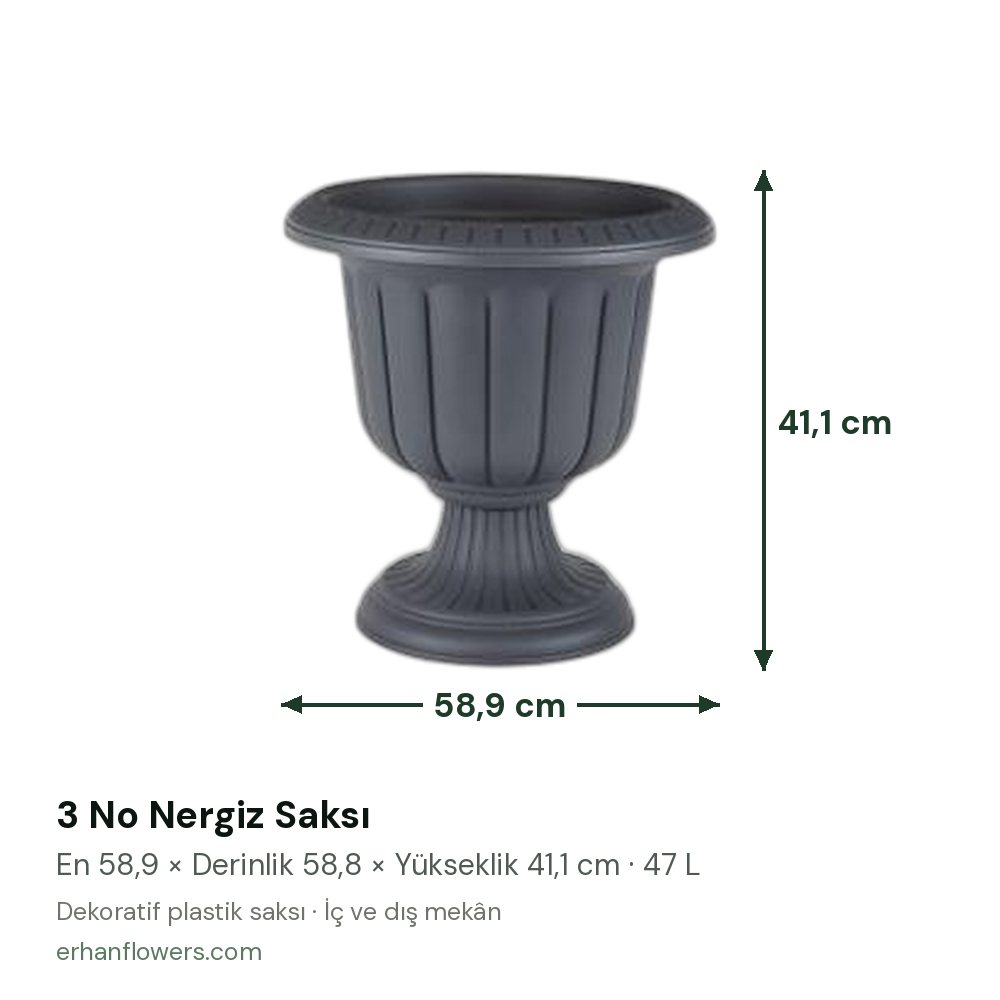 41,1 cm
58,9 cm
3 No Nergiz Saksı
En 58,9 × Derinlik 58,8 × Yükseklik 41,1 cm · 47 L
Dekoratif plastik saksı · İç ve dış mekân
erhanflowers.com